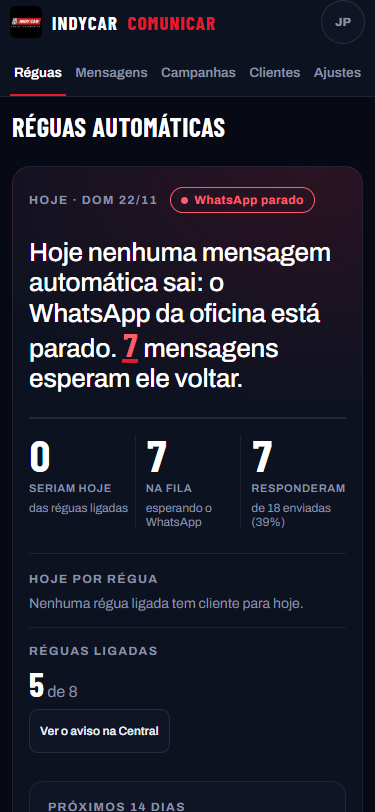 INDYCAR COMUNICAR
JP
Réguas Mensagens Campanhas Clientes Ajustes
RÉGUAS AUTOMÁTICAS
HOJE · DOM 22/11
WhatsApp parado
Hoje nenhuma mensagem
automática sai: o
WhatsApp da oficina está
parado. 7 mensagens
esperam ele voltar.
0
SERIAM HOJE
das réguas ligadas
7
NA FILA
esperando o
WhatsApp
7
RESPONDERAM
de 18 enviadas
(39%)
HOJE POR RÉGUA
Nenhuma régua ligada tem cliente para hoje.
RÉGUAS LIGADAS
5 de 8
Ver o aviso na Central
PRÓXIMOS 14 DIAS